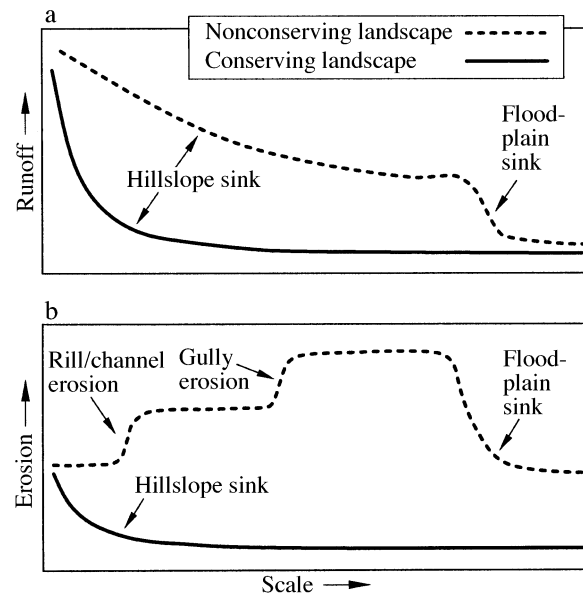 a
Nonconserving landscape
Conserving landscape
Runoff
Hillslope sink
Flood-
plain
sink
b
Rill/channel
erosion
Gully
erosion
Flood-
plain
sink
Erosion
Hillslope sink
Scale